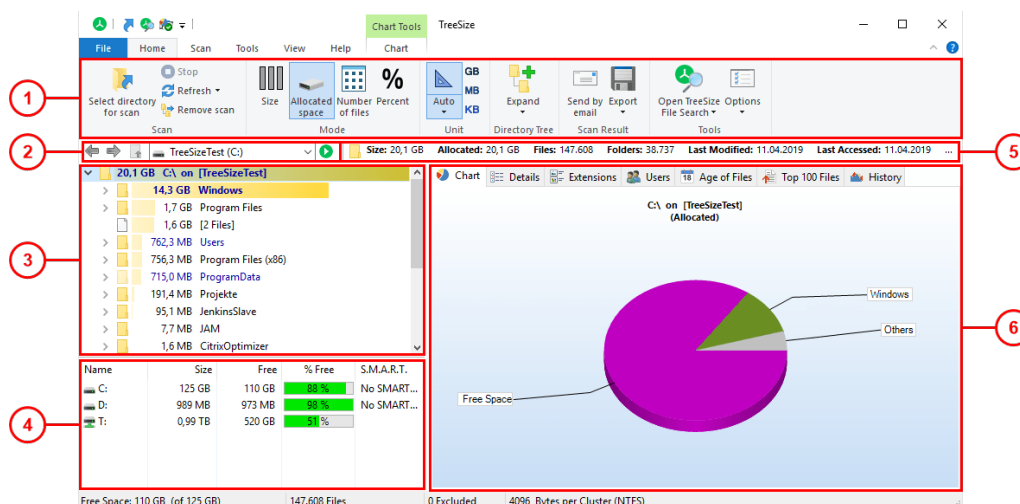 Chart Tools TreeSize
File Home Scan Tools View Help Chart
Select directory for scan
Stop
Refresh
Remove scan
Scan
Size
Allocated space
Number of files
Percent
Mode
Auto
GB
MB
KB
Unit
Expand
Directory Tree
Send by email
Export
Scan Result
Open TreeSize File Search
Options
Tools
1
2
TreeSizeTest (C:)
Size: 20,1 GB Allocated: 20,1 GB Files: 147.608 Folders: 38.737 Last Modified: 11.04.2019 Last Accessed: 11.04.2019 ...
5
20,1 GB C:\ on [TreeSizeTest]
14,3 GB Windows
1,7 GB Program Files
1,6 GB [2 Files]
762,3 MB Users
756,3 MB Program Files (x86)
715,0 MB ProgramData
191,4 MB Projekte
95,1 MB JenkinsSlave
7,7 MB JAM
1,6 MB CitrixOptimizer
3
Chart Details Extensions Users 18 Age of Files Top 100 Files History
C:\ on [TreeSizeTest]
(Allocated)
Windows
Others
Free Space
6
Name Size Free % Free S.M.A.R.T.
C: 125 GB 110 GB 88 % No SMART...
D: 989 MB 973 MB 98 % No SMART...
T: 0,99 TB 520 GB 51 %
4
Free Space: 110 GB (of 125 GB) 147.608 Files 0 Excluded 4096 Bytes per Cluster (NTFS)